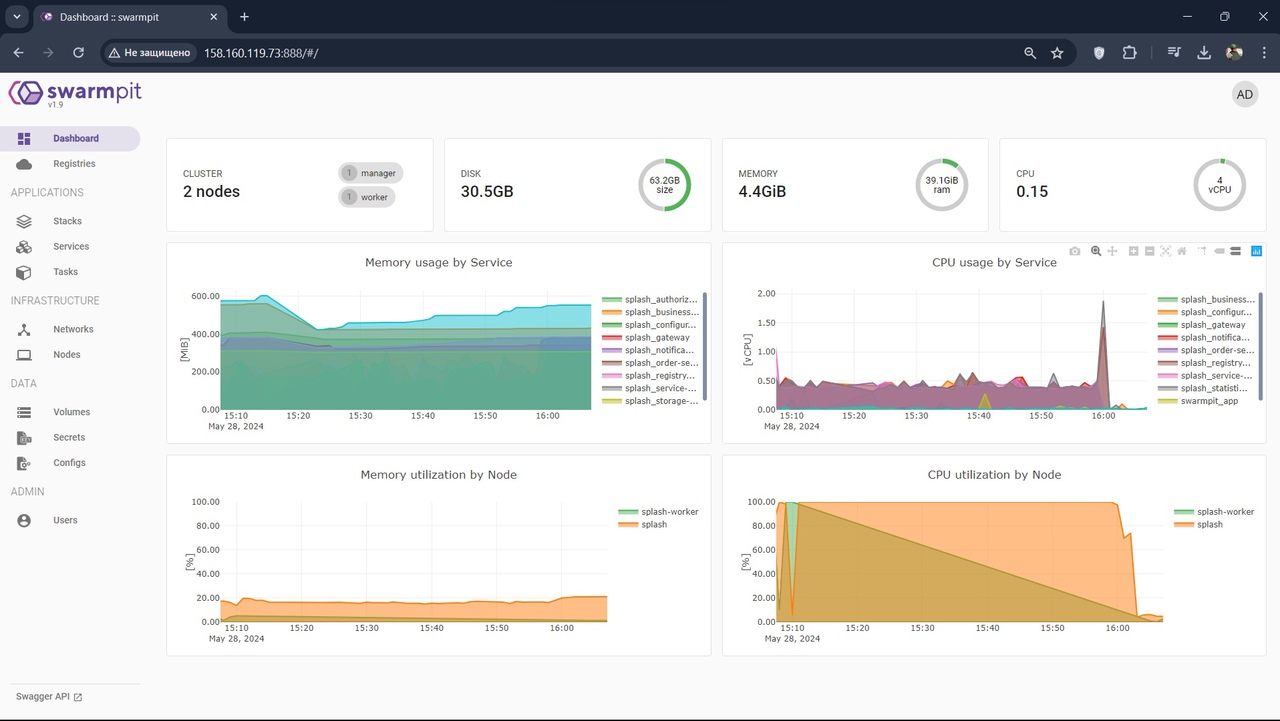 Dashboard :: swarmpit
Не защищено
158.160.119.73:888/#/
swarmpit
v1.9
AD
Dashboard
Registries
APPLICATIONS
Stacks
Services
Tasks
INFRASTRUCTURE
Networks
Nodes
DATA
Volumes
Secrets
Configs
ADMIN
Users
Swagger API
CLUSTER
2 nodes
1 manager
1 worker
DISK
30.5GB
63.2GB
size
MEMORY
4.4GiB
39.1GiB
ram
CPU
0.15
4
vCPU
Memory usage by Service
[MiB]
600.00
400.00
200.00
0.00
15:10 15:20 15:30 15:40 15:50 16:00
May 28, 2024
splash_authoriz...
splash_business...
splash_configur...
splash_gateway
splash_notifica...
splash_order-se...
splash_registry...
splash_service-...
splash_storage-...
CPU usage by Service
[vCPU]
2.00
1.50
1.00
0.50
0.00
15:10 15:20 15:30 15:40 15:50 16:00
May 28, 2024
splash_business...
splash_configur...
splash_gateway
splash_notifica...
splash_order-se...
splash_registry...
splash_service-...
splash_statisti...
swarmpit_app
Memory utilization by Node
[%]
100.00
80.00
60.00
40.00
20.00
0.00
15:10 15:20 15:30 15:40 15:50 16:00
May 28, 2024
splash-worker
splash
CPU utilization by Node
[%]
100.00
80.00
60.00
40.00
20.00
0.00
15:10 15:20 15:30 15:40 15:50 16:00
May 28, 2024
splash-worker
splash